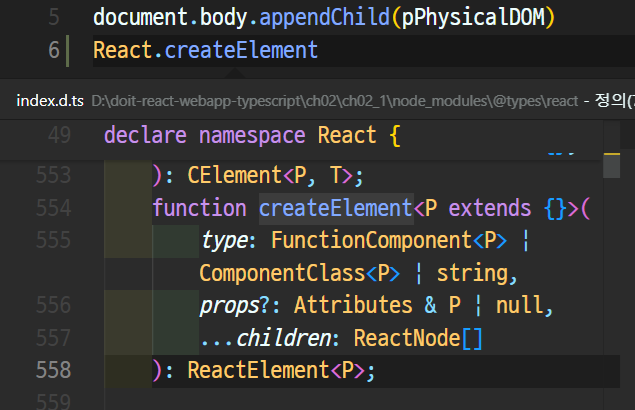 5 document.body.appendChild(pPhysicalDOM)
6 React.createElement
index.d.ts D:\doit-react-webapp-typescript\ch02\ch02_1\node_modules\@types\react - 정의(
49 declare namespace React {
553 ): CElement<P, T>;
554 function createElement<P extends {}>(
555 type: FunctionComponent<P> |
ComponentClass<P> | string,
556 props?: Attributes & P | null,
557 ...children: ReactNode[]
558 ): ReactElement<P>;
559